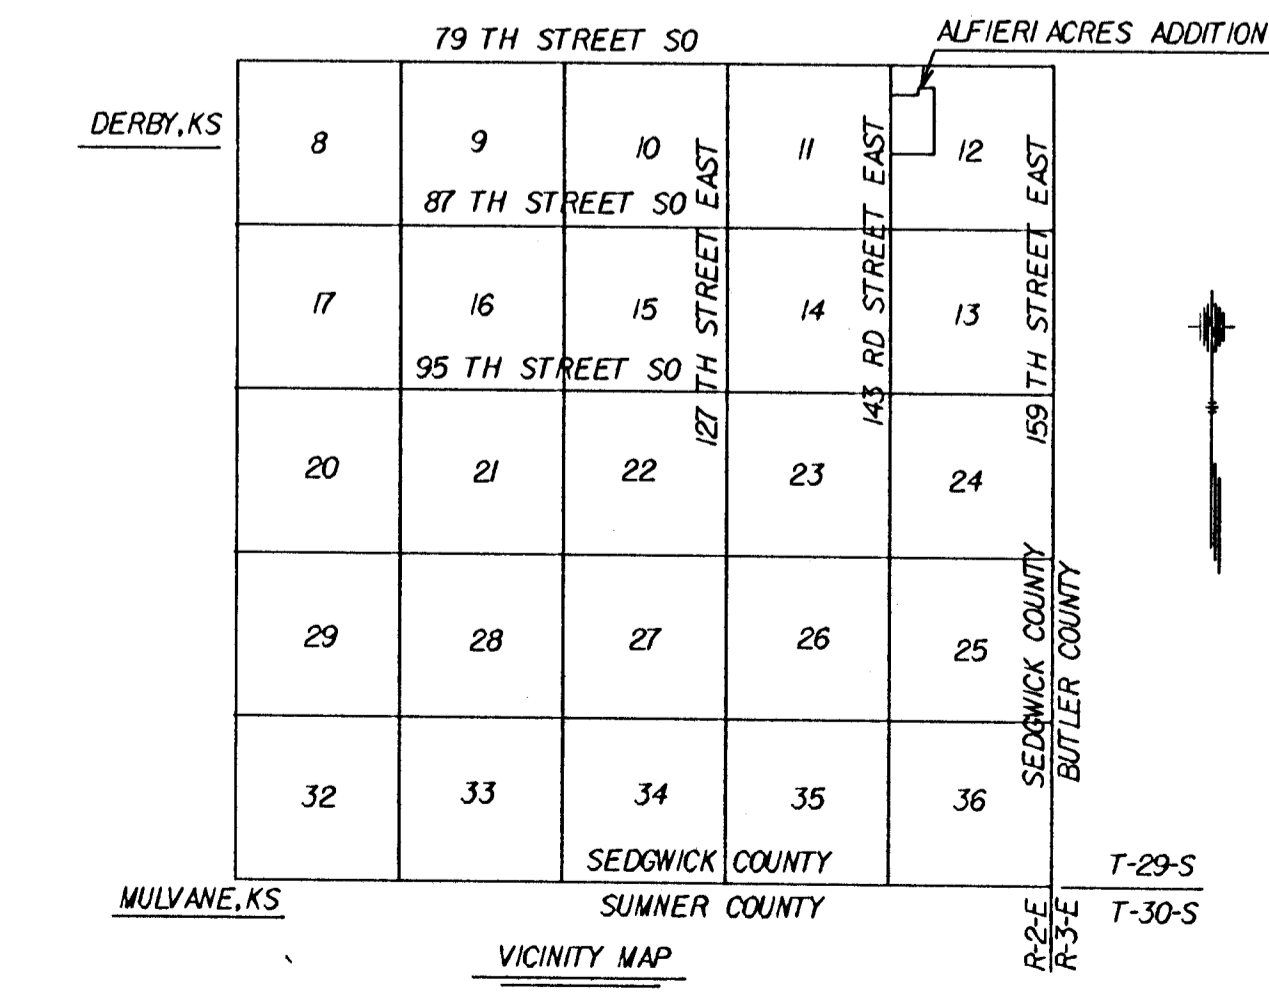 79 TH STREET SO
ALFIERI ACRES ADDITION
DERBY, KS
8
9
10
11
12
87 TH STREET SO
127 TH STREET EAST
143 RD STREET EAST
159 TH STREET EAST
17
16
15
14
13
95 TH STREET SO
20
21
22
23
24
29
28
27
26
25
SEDGWICK COUNTY
BUTLER COUNTY
32
33
34
35
36
SEDGWICK COUNTY
SUMNER COUNTY
MULVANE, KS
T-29-S
T-30-S
R-2-E
R-3-E
VICINITY MAP